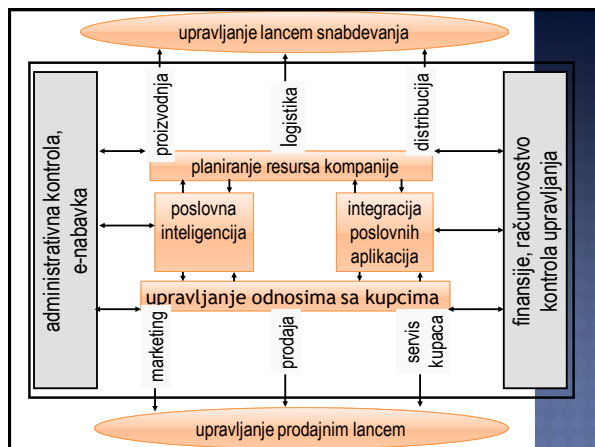 upravljanje lancem snabdevanja
proizvodnja
logistika
distribucija
administrativna kontrola,
e-nabavka
planiranje resursa kompanije
poslovna
inteligencija
integracija
poslovnih
aplikacija
finansije, računovostvo
kontrola upravljanja
upravljanje odnosima sa kupcima
marketing
prodaja
servis
kupaca
upravljanje prodajnim lancem